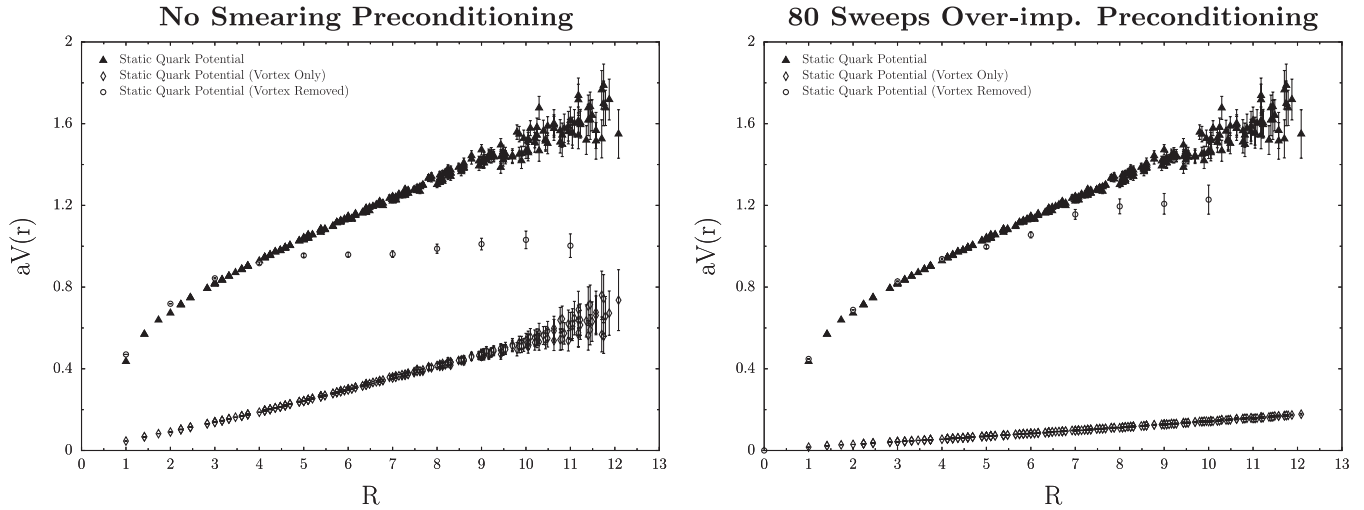 No Smearing Preconditioning
2
1.6
1.2
0.8
0.4
0
aV(r)
Static Quark Potential
Static Quark Potential (Vortex Only)
Static Quark Potential (Vortex Removed)
0 1 2 3 4 5 6 7 8 9 10 11 12 13
R
80 Sweeps Over-imp. Preconditioning
2
1.6
1.2
0.8
0.4
0
aV(r)
Static Quark Potential
Static Quark Potential (Vortex Only)
Static Quark Potential (Vortex Removed)
0 1 2 3 4 5 6 7 8 9 10 11 12 13
R